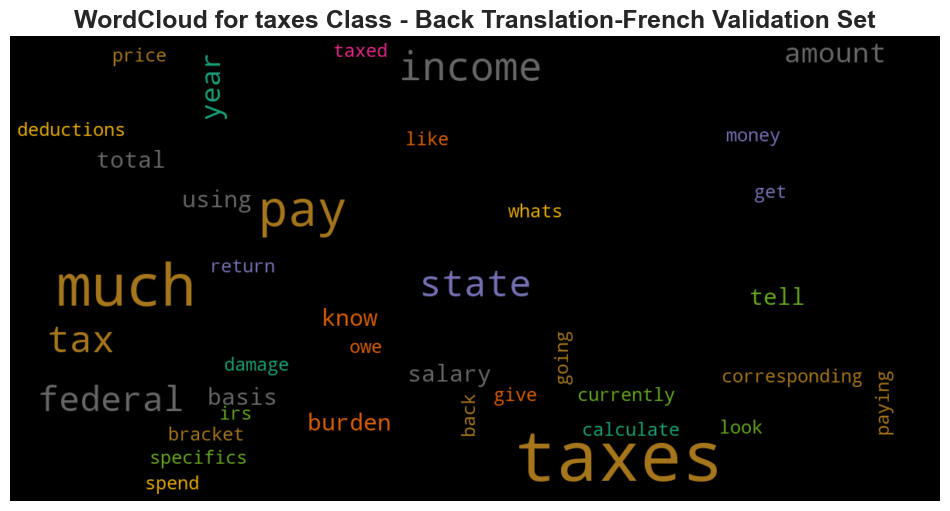 WordCloud for taxes Class - Back Translation-French Validation Set
price
year
taxed
income
amount
deductions
like
money
total
using
pay
whats
get
return
much
state
tell
know
tax
owe
going
damage
salary
corresponding
paying
federal
basis
give
currently
back
irs
burden
calculate
look
bracket
taxes
specifics
spend